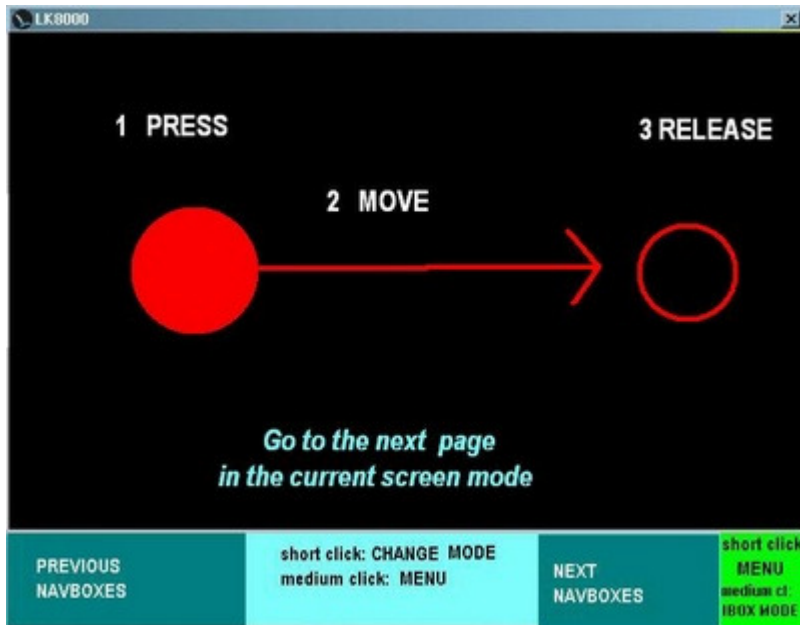 LK8000
1 PRESS
3 RELEASE
2 MOVE
Go to the next page
in the current screen mode
PREVIOUS
NAVBOXES
short click: CHANGE MODE
medium click: MENU
NEXT
NAVBOXES
short click
MENU
medium cl:
IBOX MODE